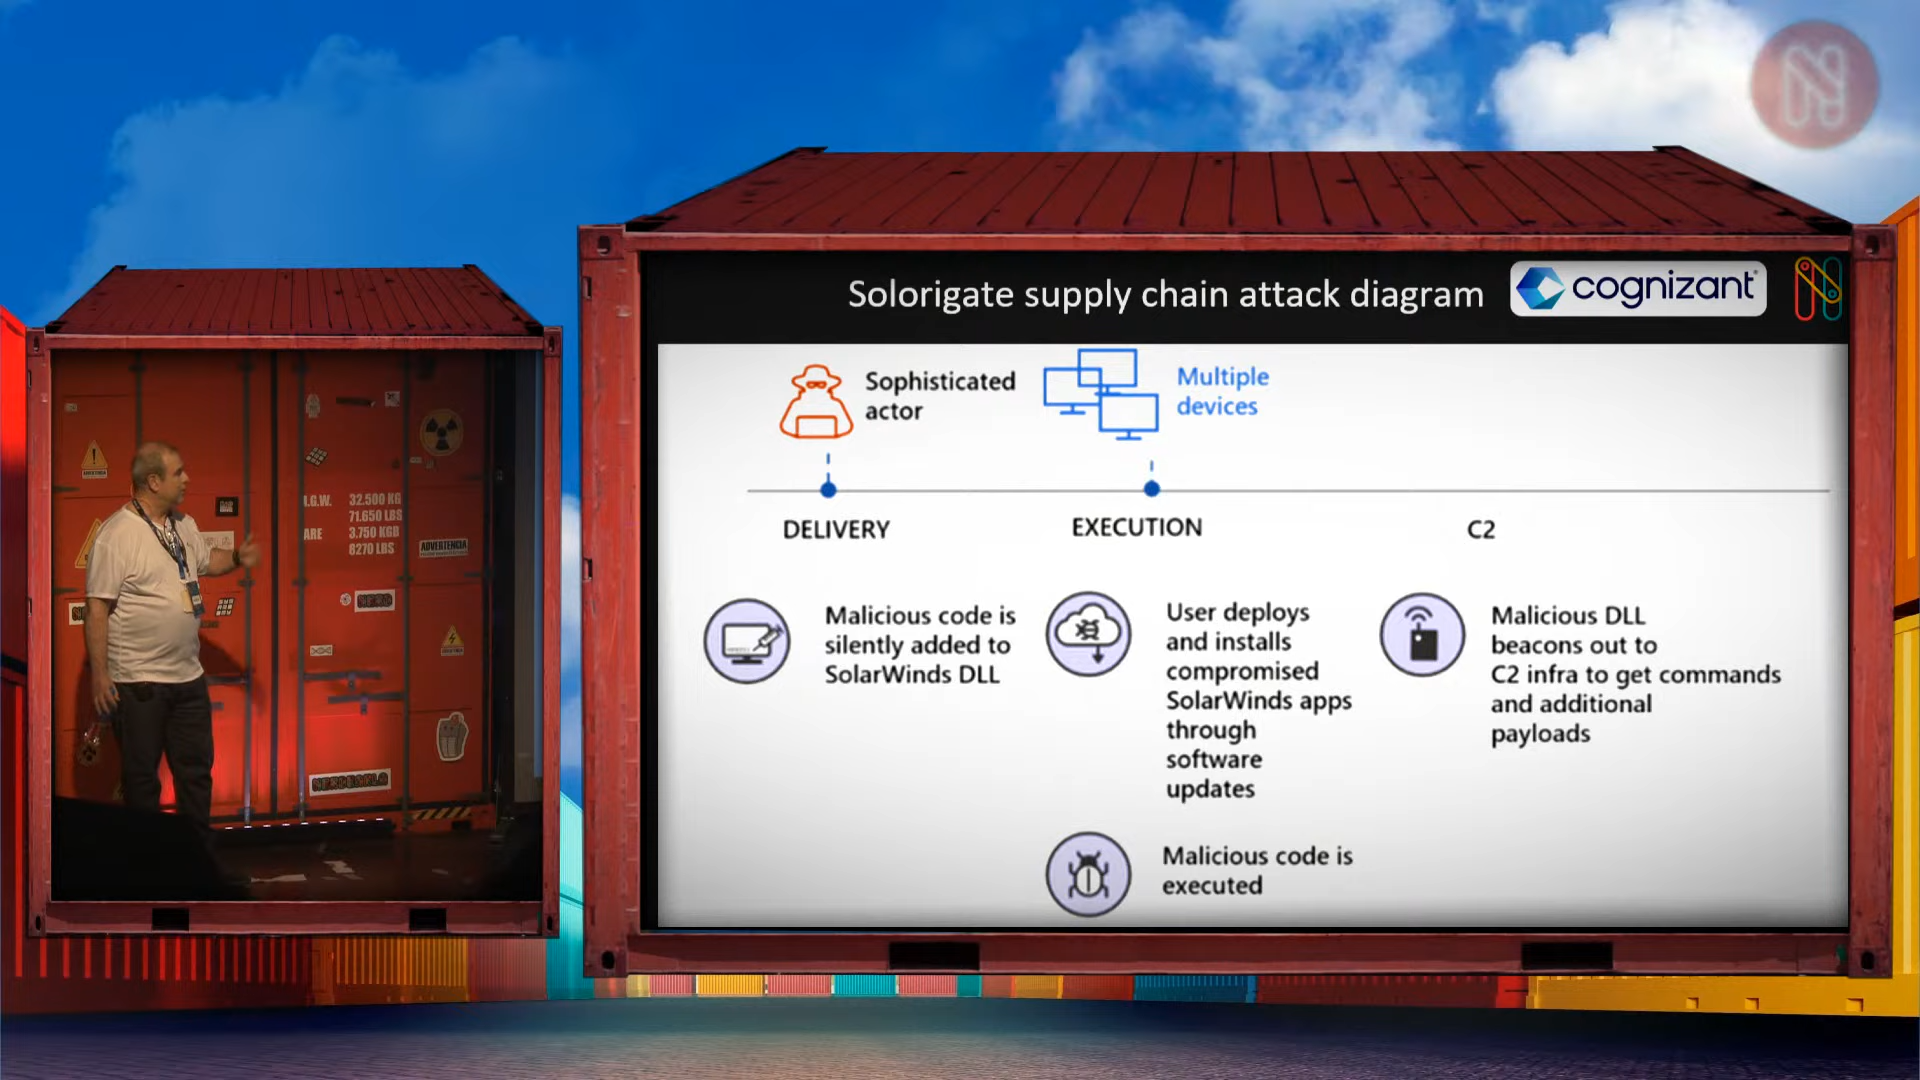 Solorigate supply chain attack diagram
cognizant
Sophisticated
actor
Multiple
devices
DELIVERY
EXECUTION
C2
Malicious code is
silently added to
SolarWinds DLL
User deploys
and installs
compromised
SolarWinds apps
through
software
updates
Malicious DLL
beacons out to
C2 infra to get commands
and additional
payloads
Malicious code is
executed
32.500 KG
71.650 LBS
ARE
3.750 KGB
8270 LBS
ADVERTENCIA